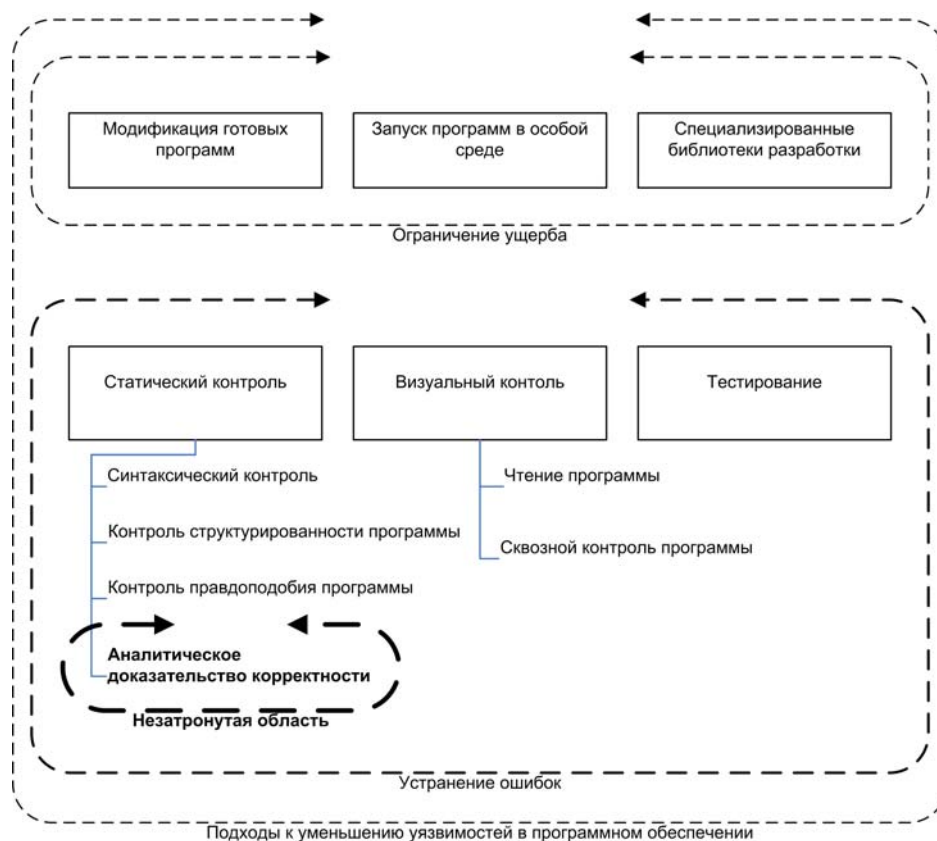 Модификация готовых
программ
Запуск программ в особой
среде
Специализированные
библиотеки разработки
Ограничение ущерба
Статический контроль
Визуальный контоль
Тестирование
Синтаксический контроль
Контроль структурированности программы
Контроль правдоподобия программы
Аналитическое
доказательство корректности
Незатронутая область
Чтение программы
Сквозной контроль программы
Устранение ошибок
Подходы к уменьшению уязвимостей в программном обеспечении